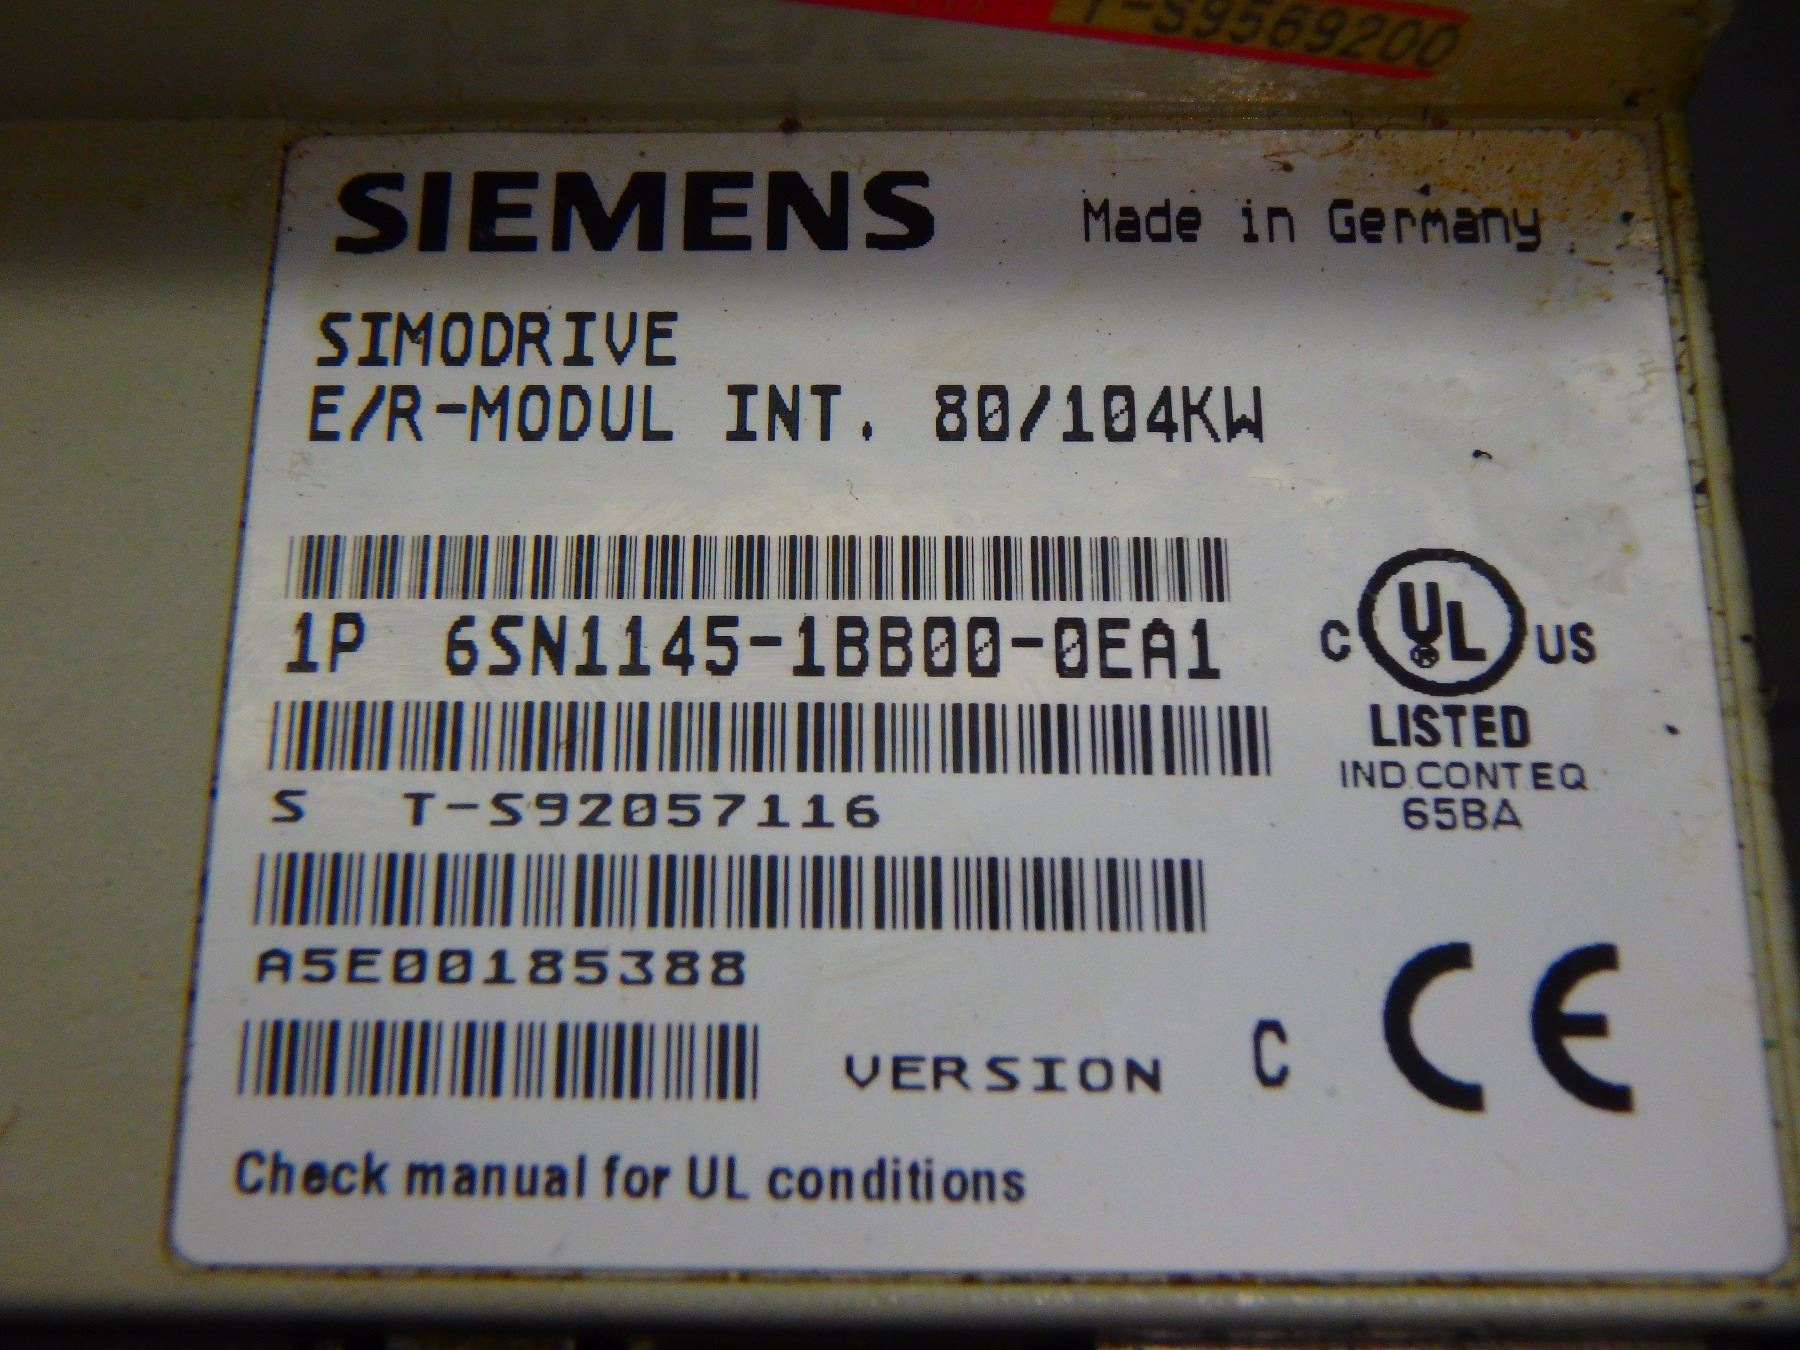 T-S9569200
SIEMENS Made in Germany
SIMODRIVE
E/R-MODUL INT. 80/104KW
1P 6SN1145-1BB00-0EA1
C UL® US
LISTED
IND.CONT.EQ.
65BA
S T-S92057116
A5E00185388
VERSION C CE
Check manual for UL conditions